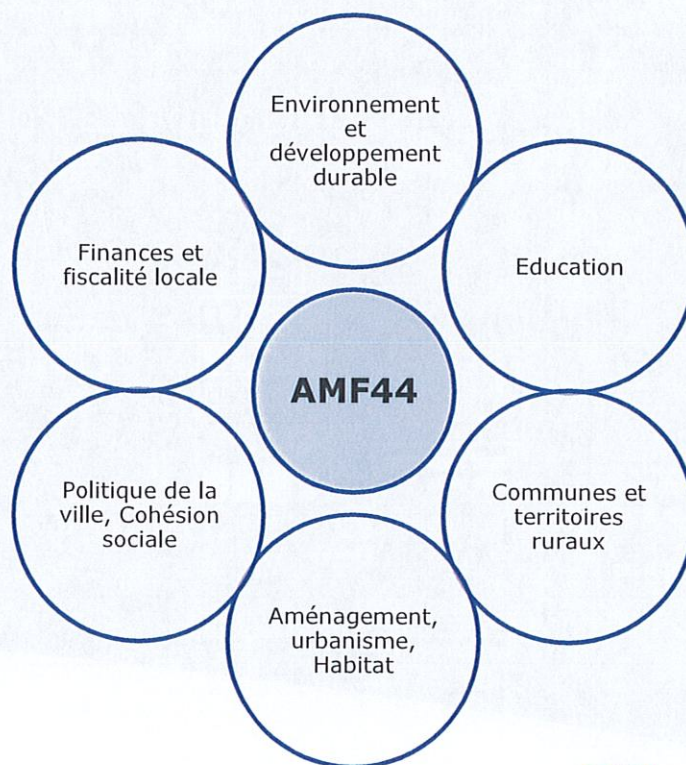 Environnement
et
développement
durable
Finances et
fiscalité locale
Education
AMF44
Politique de la
ville, Cohésion
sociale
Communes et
territoires
ruraux
Aménagement,
urbanisme,
Habitat